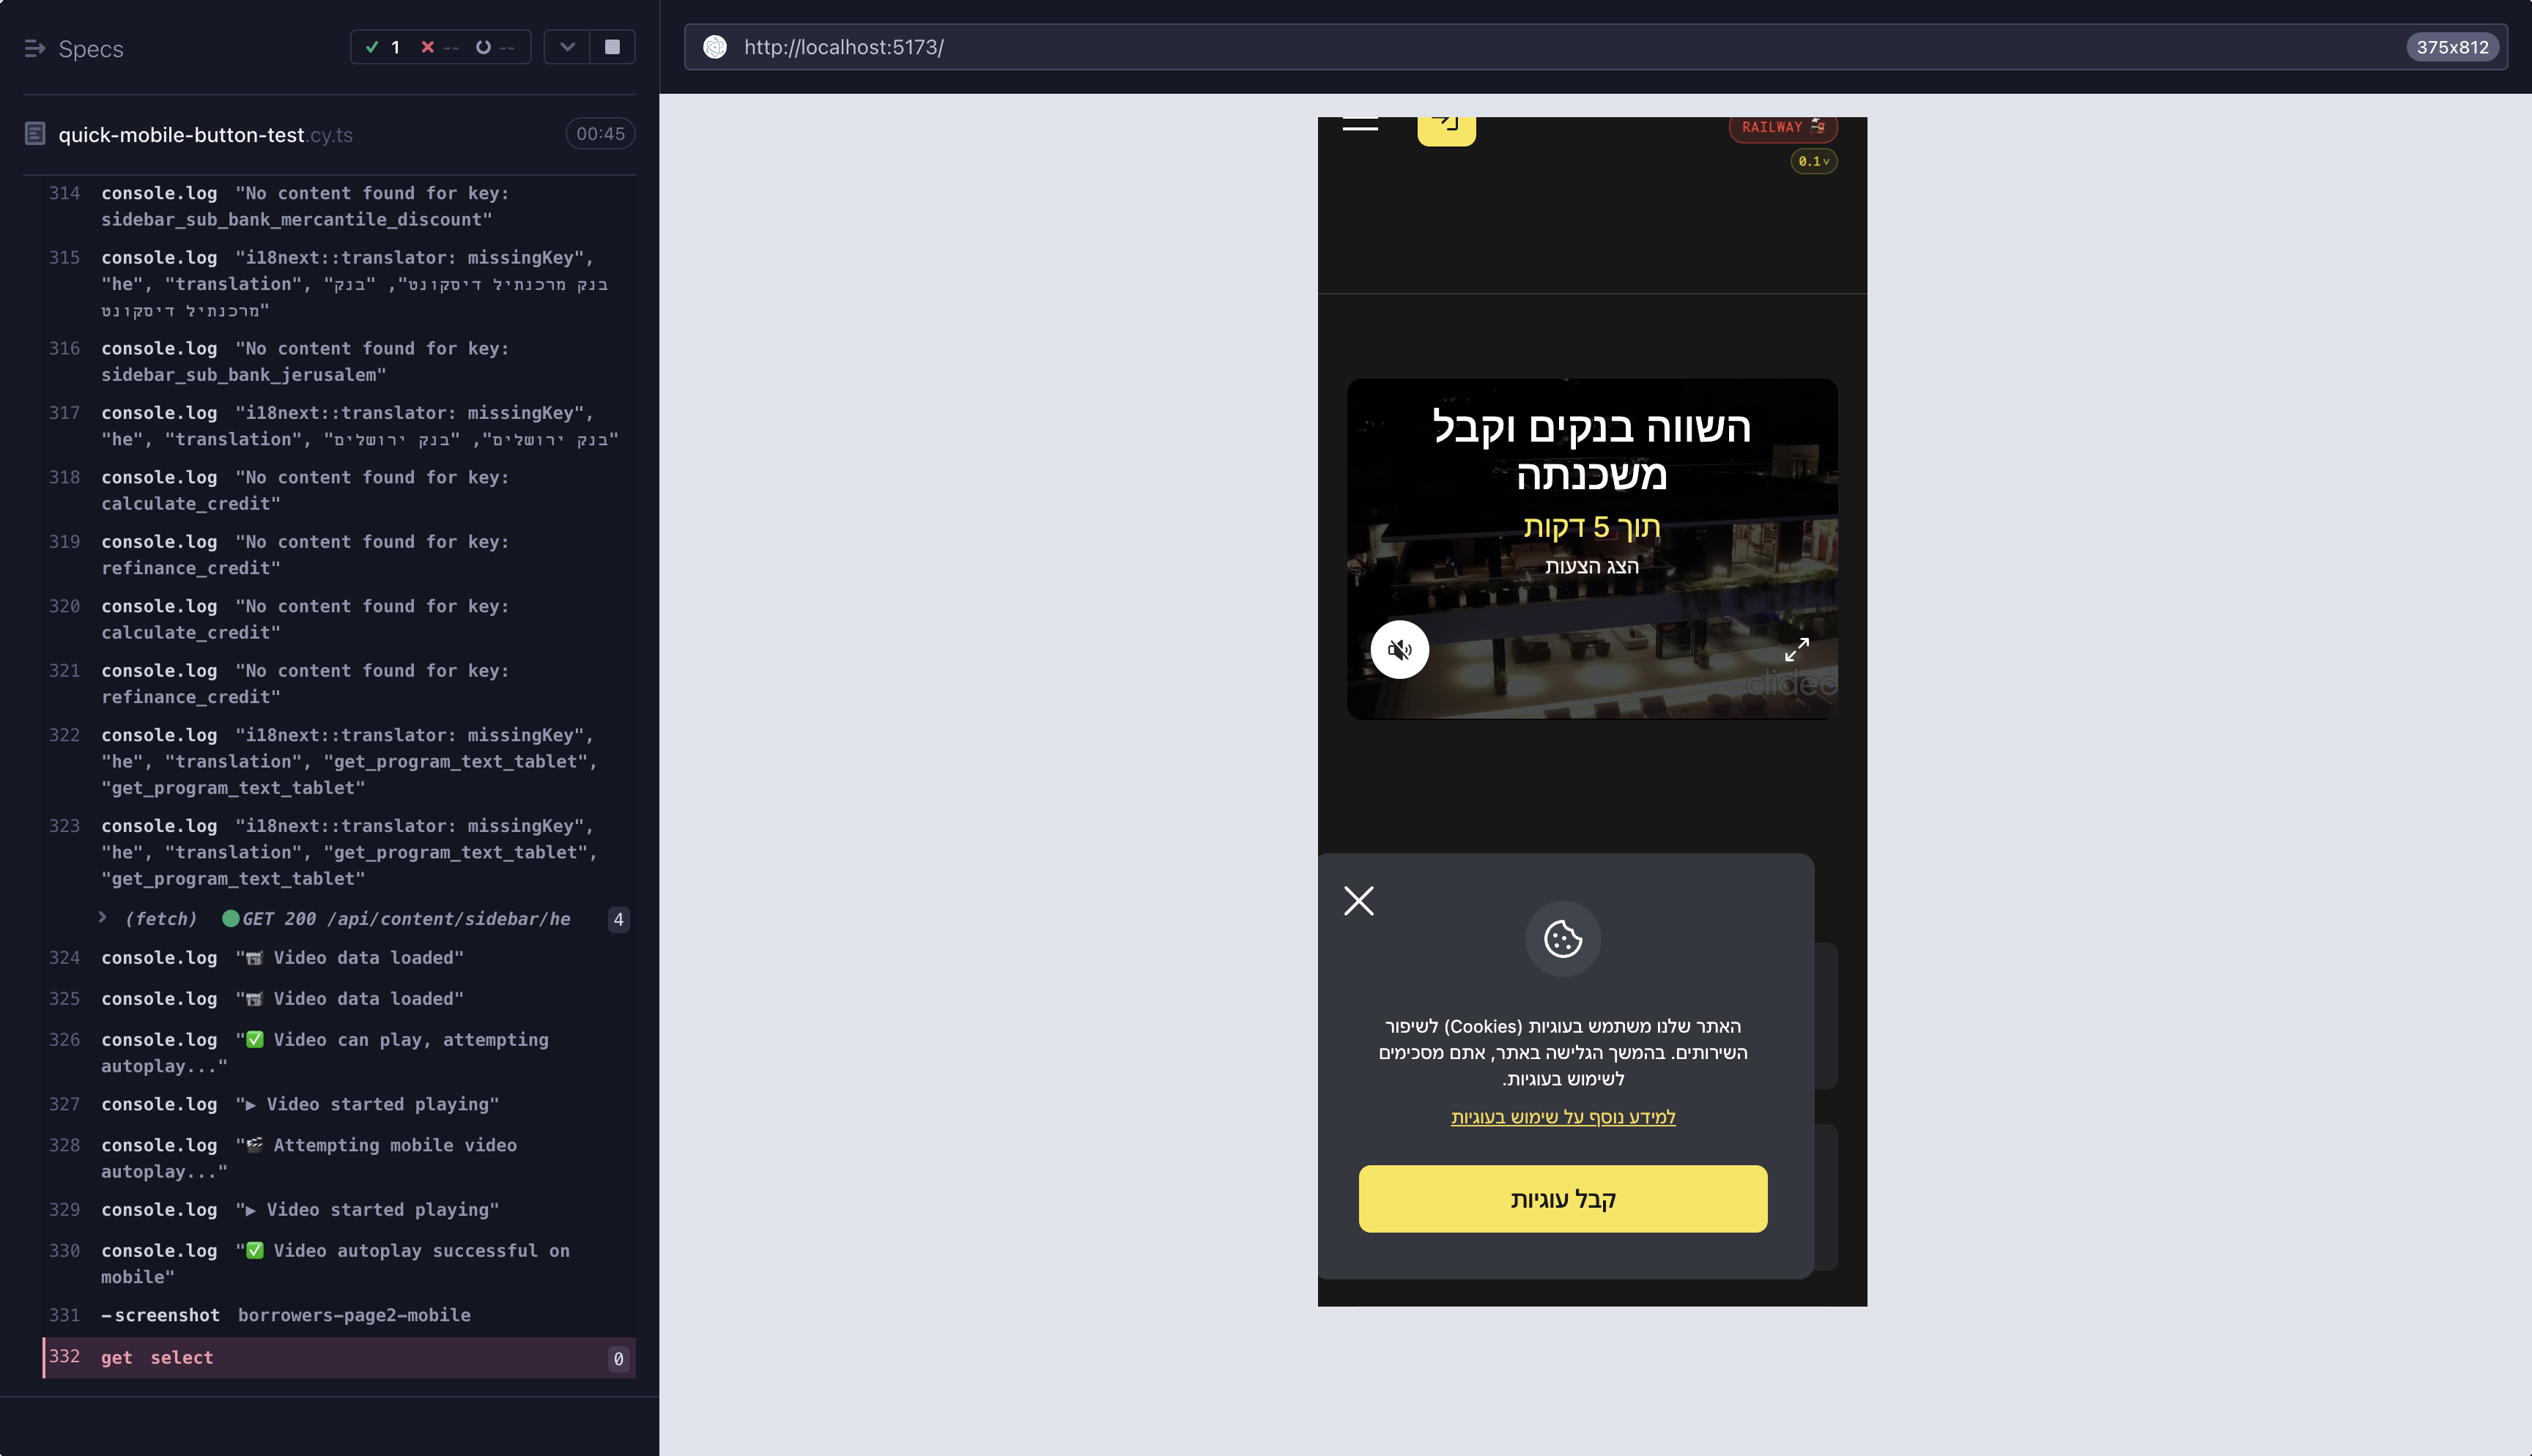 Specs
1
--
--
quick-mobile-button-test.cy.ts
00:45
314 console.log "No content found for key:
sidebar_sub_bank_mercantile_discount"
315 console.log "i18next::translator: missingKey",
"he", "translation", "בנק מרכנתיל דיסקונט", "בנק
מרכנתיל דיסקונט"
316 console.log "No content found for key:
sidebar_sub_bank_jerusalem"
317 console.log "i18next::translator: missingKey",
"he", "translation", "בנק ירושלים", "בנק ירושלים"
318 console.log "No content found for key:
calculate_credit"
319 console.log "No content found for key:
refinance_credit"
320 console.log "No content found for key:
calculate_credit"
321 console.log "No content found for key:
refinance_credit"
322 console.log "i18next::translator: missingKey",
"he", "translation", "get_program_text_tablet",
"get_program_text_tablet"
323 console.log "i18next::translator: missingKey",
"he", "translation", "get_program_text_tablet",
"get_program_text_tablet"
(fetch) GET 200 /api/content/sidebar/he 4
324 console.log "📹 Video data loaded"
325 console.log "📹 Video data loaded"
326 console.log "✅ Video can play, attempting
autoplay..."
327 console.log "▶ Video started playing"
328 console.log "🎬 Attempting mobile video
autoplay..."
329 console.log "▶ Video started playing"
330 console.log "✅ Video autoplay successful on
mobile"
331 -screenshot borrowers-page2-mobile
332 get select 0
http://localhost:5173/
375x812
RAILWAY 🚂
0.1v
השווה בנקים וקבל
משכנתה
תוך 5 דקות
הצג הצעות
clideo
האתר שלנו משתמש בעוגיות (Cookies) לשיפור
השירותים. בהמשך הגלישה באתר, אתם מסכימים
לשימוש בעוגיות.
למידע נוסף על שימוש בעוגיות
קבל עוגיות